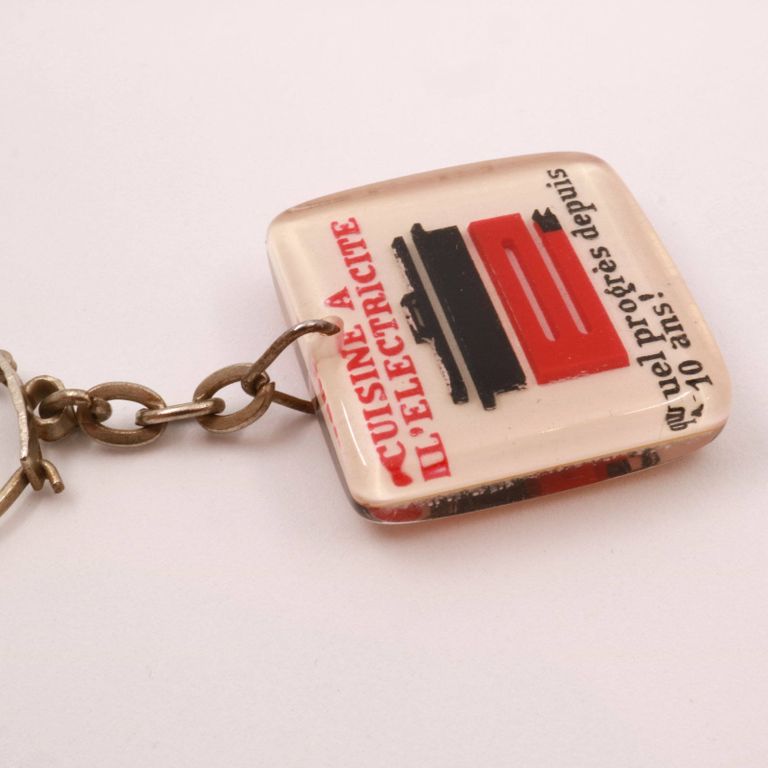 CUISINE A
L'ELECTRICITE
quel progrès depuis
10 ans!